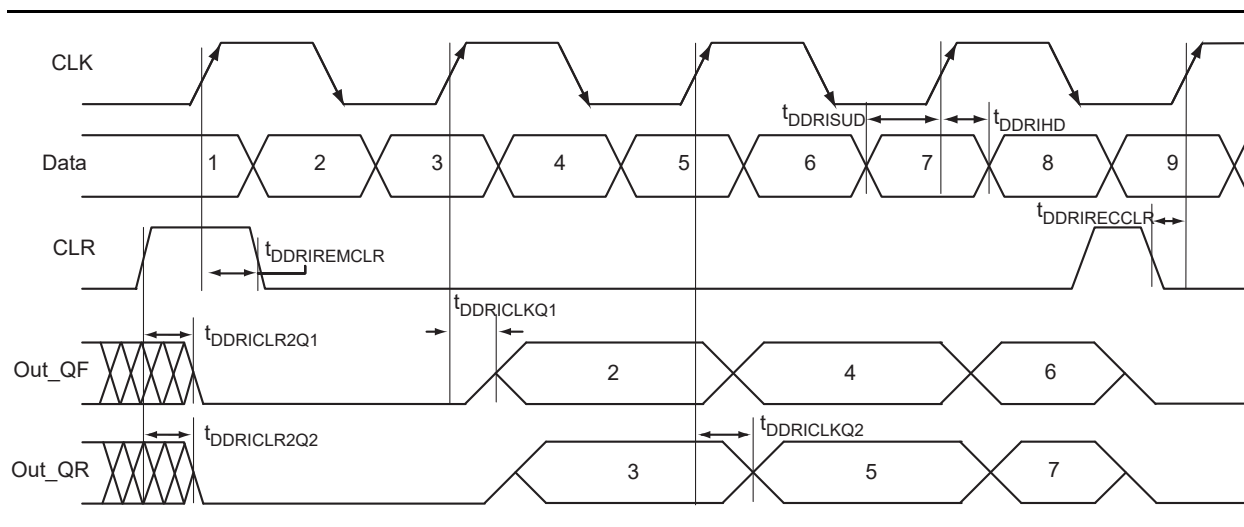 CLK
tDDRISUD
tDDRIHD
Data
1 2 3 4 5 6 7 8 9
CLR
tDDRIREMCLR
tDDRIRECCLR
tDDRICLKQ1
tDDRICLR2Q1
Out_QF
2 4 6
tDDRICLR2Q2
tDDRICLKQ2
Out_QR
3 5 7